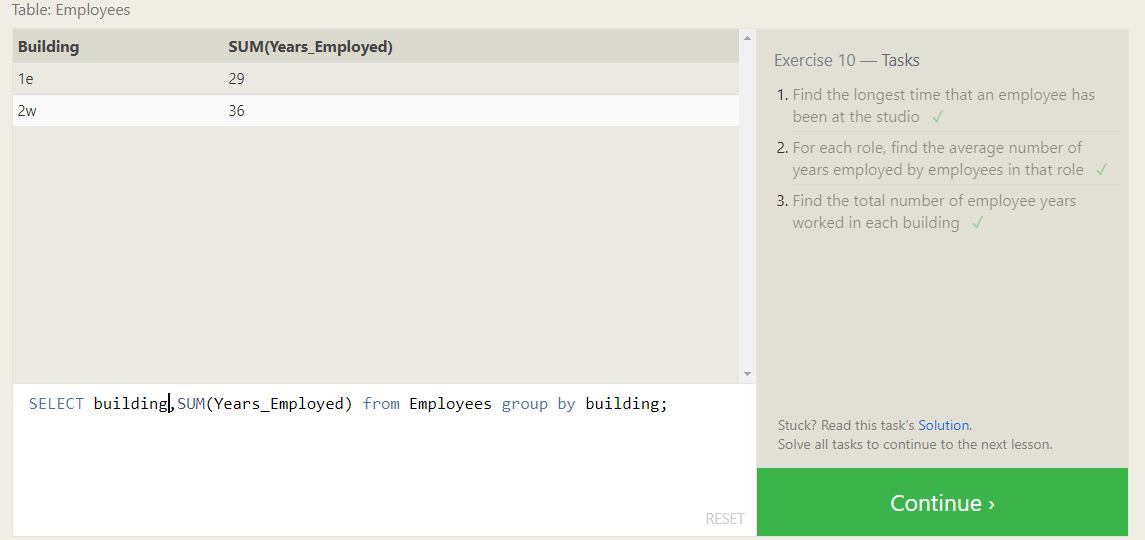 Table: Employees
Building SUM(Years_Employed)
1e 29
2w 36
SELECT building,SUM(Years_Employed) from Employees group by building;
RESET
Exercise 10 — Tasks
1. Find the longest time that an employee has
been at the studio ✓
2. For each role, find the average number of
years employed by employees in that role ✓
3. Find the total number of employee years
worked in each building ✓
Stuck? Read this task's Solution.
Solve all tasks to continue to the next lesson.
Continue ›